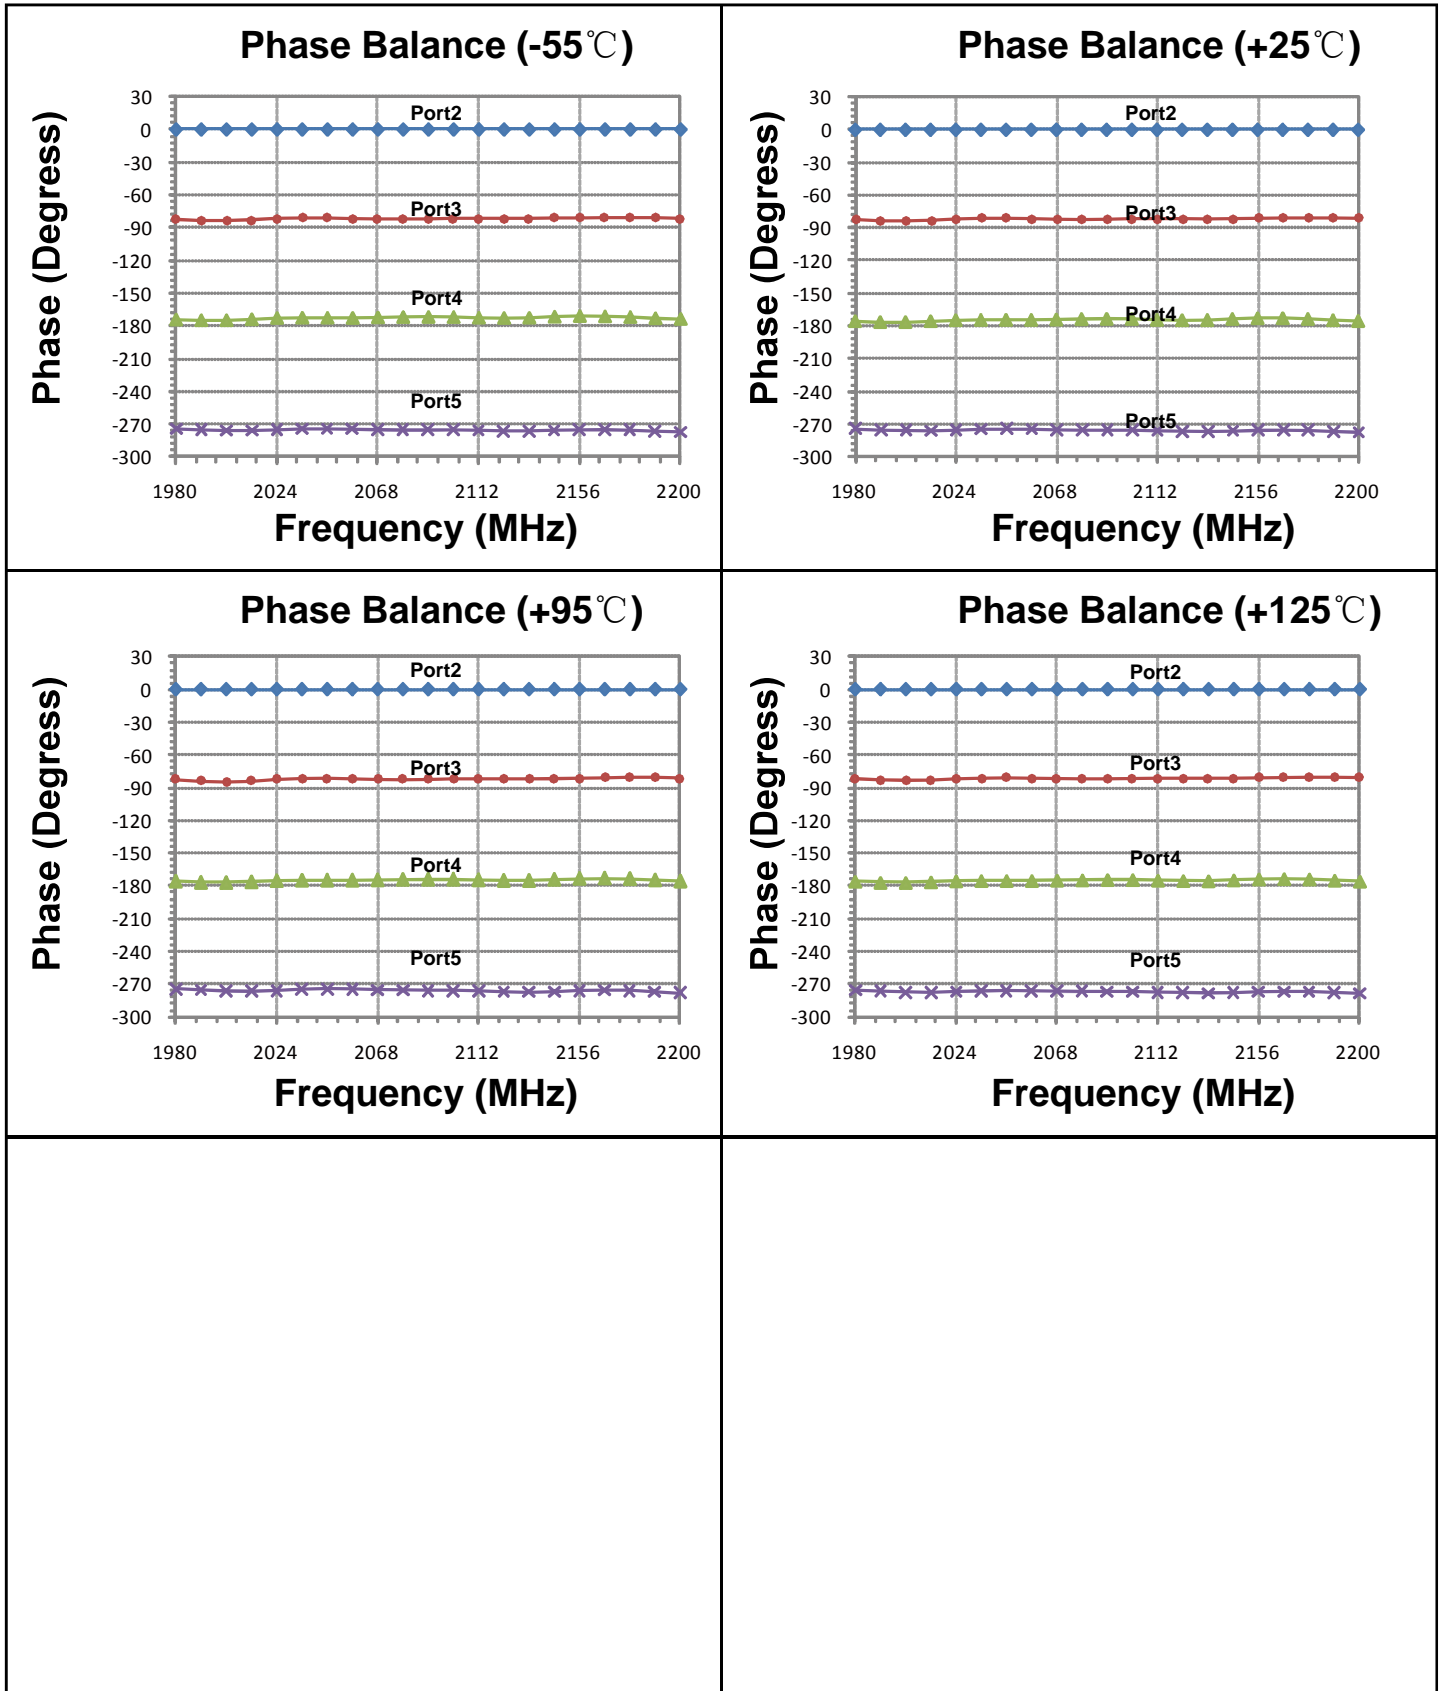 Phase Balance (-55℃)
Phase (Degress)
30
0
-30
-60
-90
-120
-150
-180
-210
-240
-270
-300
Port2
Port3
Port4
Port5
1980 2024 2068 2112 2156 2200
Frequency (MHz)
Phase Balance (+25℃)
Phase (Degress)
30
0
-30
-60
-90
-120
-150
-180
-210
-240
-270
-300
Port2
Port3
Port4
Port5
1980 2024 2068 2112 2156 2200
Frequency (MHz)
Phase Balance (+95℃)
Phase (Degress)
30
0
-30
-60
-90
-120
-150
-180
-210
-240
-270
-300
Port2
Port3
Port4
Port5
1980 2024 2068 2112 2156 2200
Frequency (MHz)
Phase Balance (+125℃)
Phase (Degress)
30
0
-30
-60
-90
-120
-150
-180
-210
-240
-270
-300
Port2
Port3
Port4
Port5
1980 2024 2068 2112 2156 2200
Frequency (MHz)